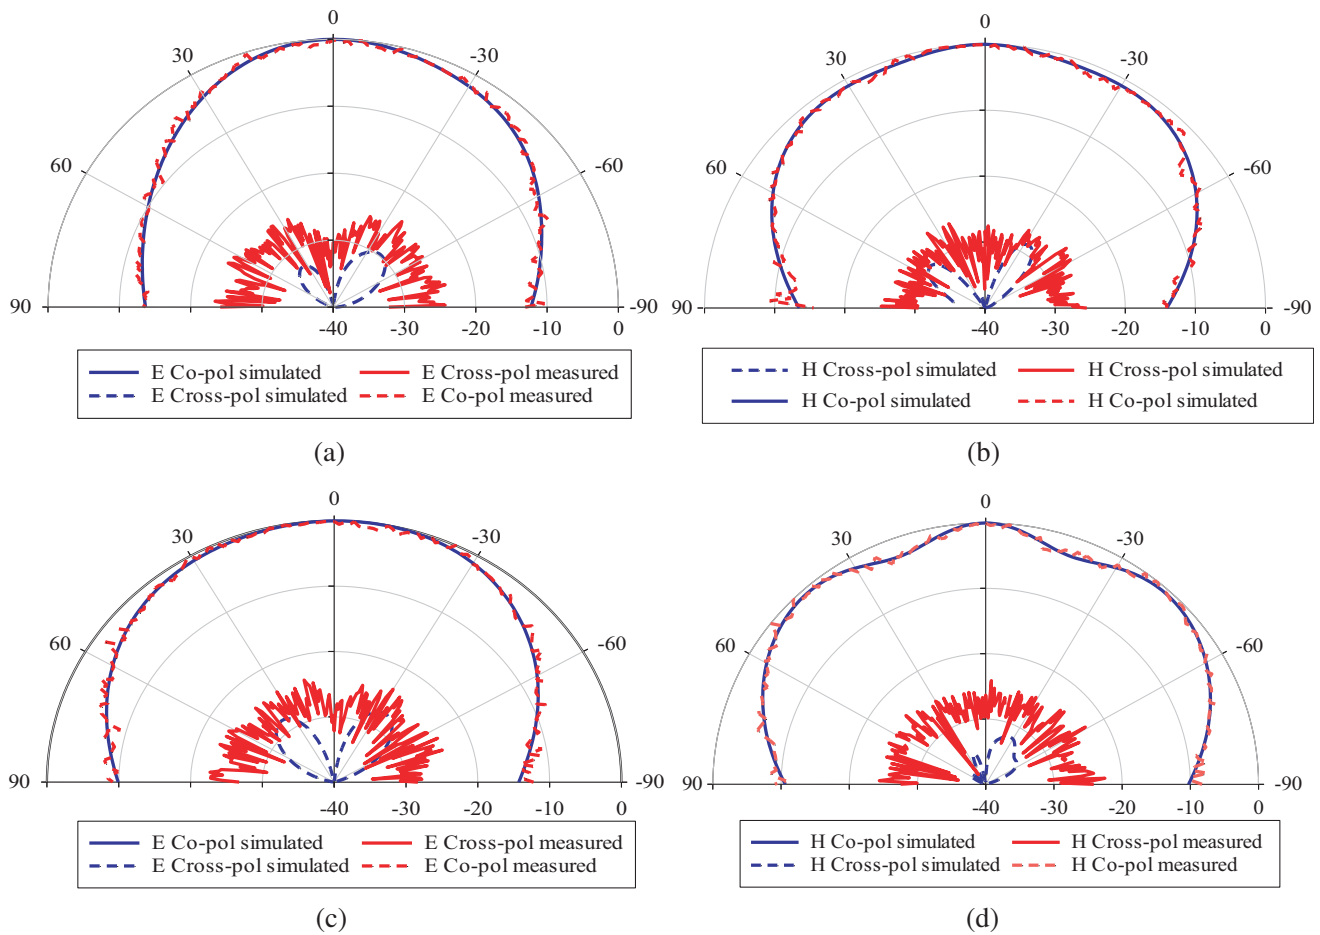 0
30
-30
60
-60
90
-90
-40
-30
-20
-10
0
E Co-pol simulated
E Cross-pol measured
E Cross-pol simulated
E Co-pol measured
(a)
0
30
-30
60
-60
90
-90
-40
-30
-20
-10
0
H Cross-pol simulated
H Cross-pol simulated
H Co-pol simulated
H Co-pol simulated
(b)
0
30
-30
60
-60
90
-90
-40
-30
-20
-10
0
E Co-pol simulated
E Cross-pol measured
E Cross-pol simulated
E Co-pol measured
(c)
0
30
-30
60
-60
90
-90
-40
-30
-20
-10
0
H Co-pol simulated
H Cross-pol measured
H Cross-pol simulated
H Co-pol measured
(d)